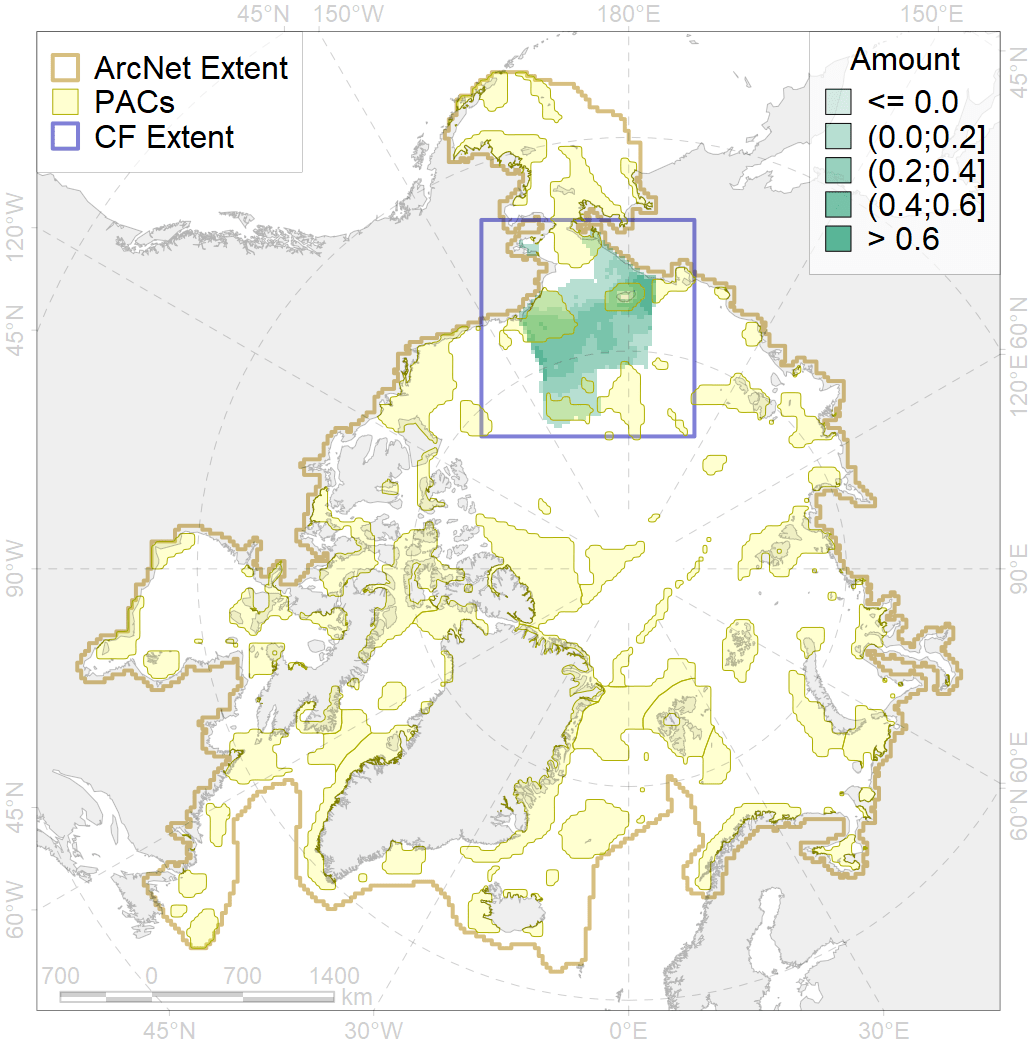 45°N 150°W 180°E 150°E
ArcNet Extent
PACs
CF Extent
Amount
<= 0.0
(0.0;0.2]
(0.2;0.4]
(0.4;0.6]
> 0.6
45°N
120°W
60°N
45°N
120°E
90°W
90°E
60°E
45°N
60°N
60°W
700 0 700 1400
km
45°N 30°W 0°E 30°E